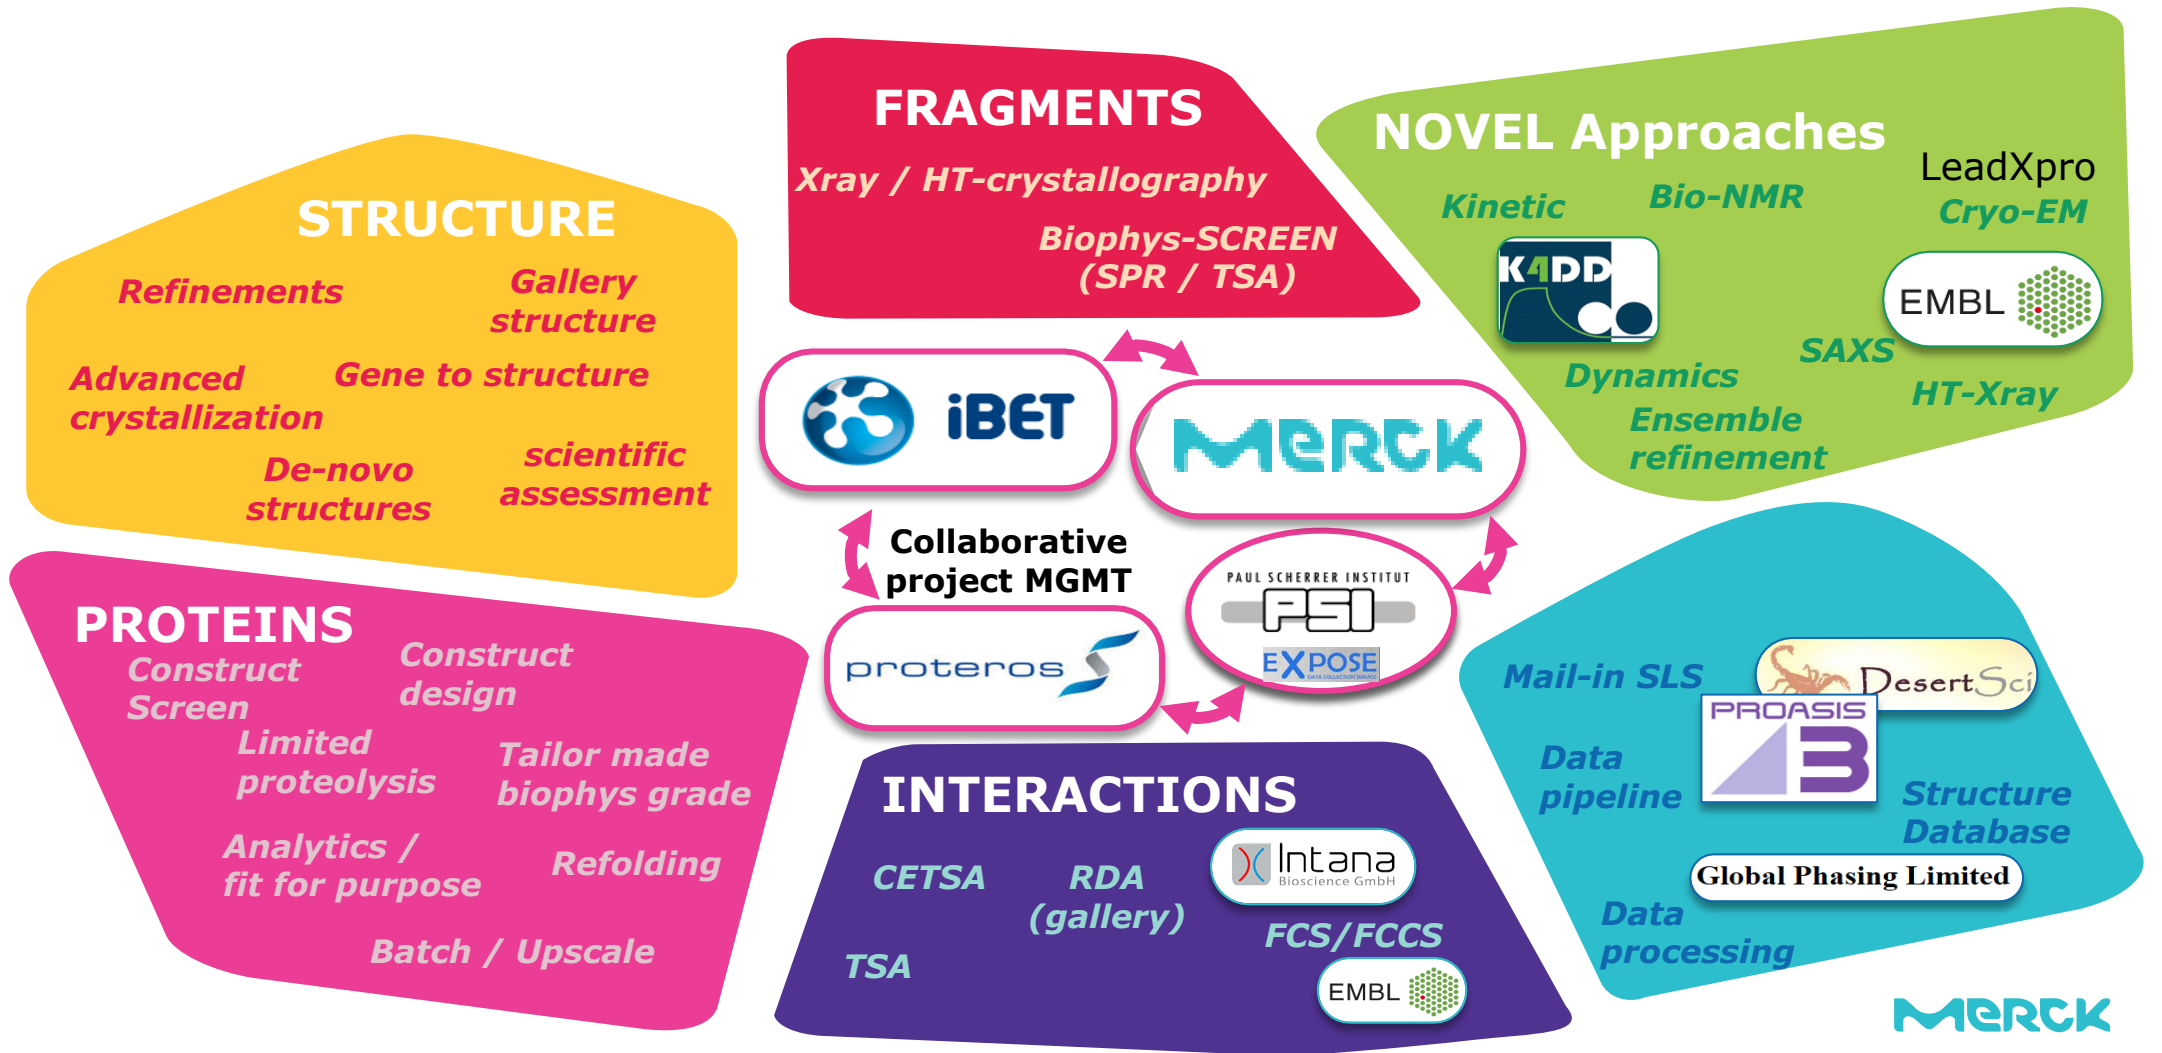 FRAGMENTS
Xray / HT-crystallography
Biophys-SCREEN
(SPR / TSA)
NOVEL Approaches
LeadXpro
Kinetic
Bio-NMR
Cryo-EM
K4DD
CO
EMBL
SAXS
Dynamics
HT-Xray
Ensemble
refinement
STRUCTURE
Refinements
Gallery
structure
Advanced
crystallization
Gene to structure
De-novo
structures
scientific
assessment
iBET
MERCK
Collaborative
project MGMT
PAUL SCHERRER INSTITUT
PSI
EXPOSE
DATA COLLECTION SERVICE
proteros
PROTEINS
Construct
Screen
Construct
design
Limited
proteolysis
Tailor made
biophys grade
Analytics /
fit for purpose
Refolding
Batch / Upscale
INTERACTIONS
CETSA
RDA
(gallery)
Intana
Bioscience GmbH
FCS/FCCS
TSA
EMBL
Mail-in SLS
DesertSci
PROASIS
3
Data
pipeline
Structure
Database
Global Phasing Limited
Data
processing
MERCK